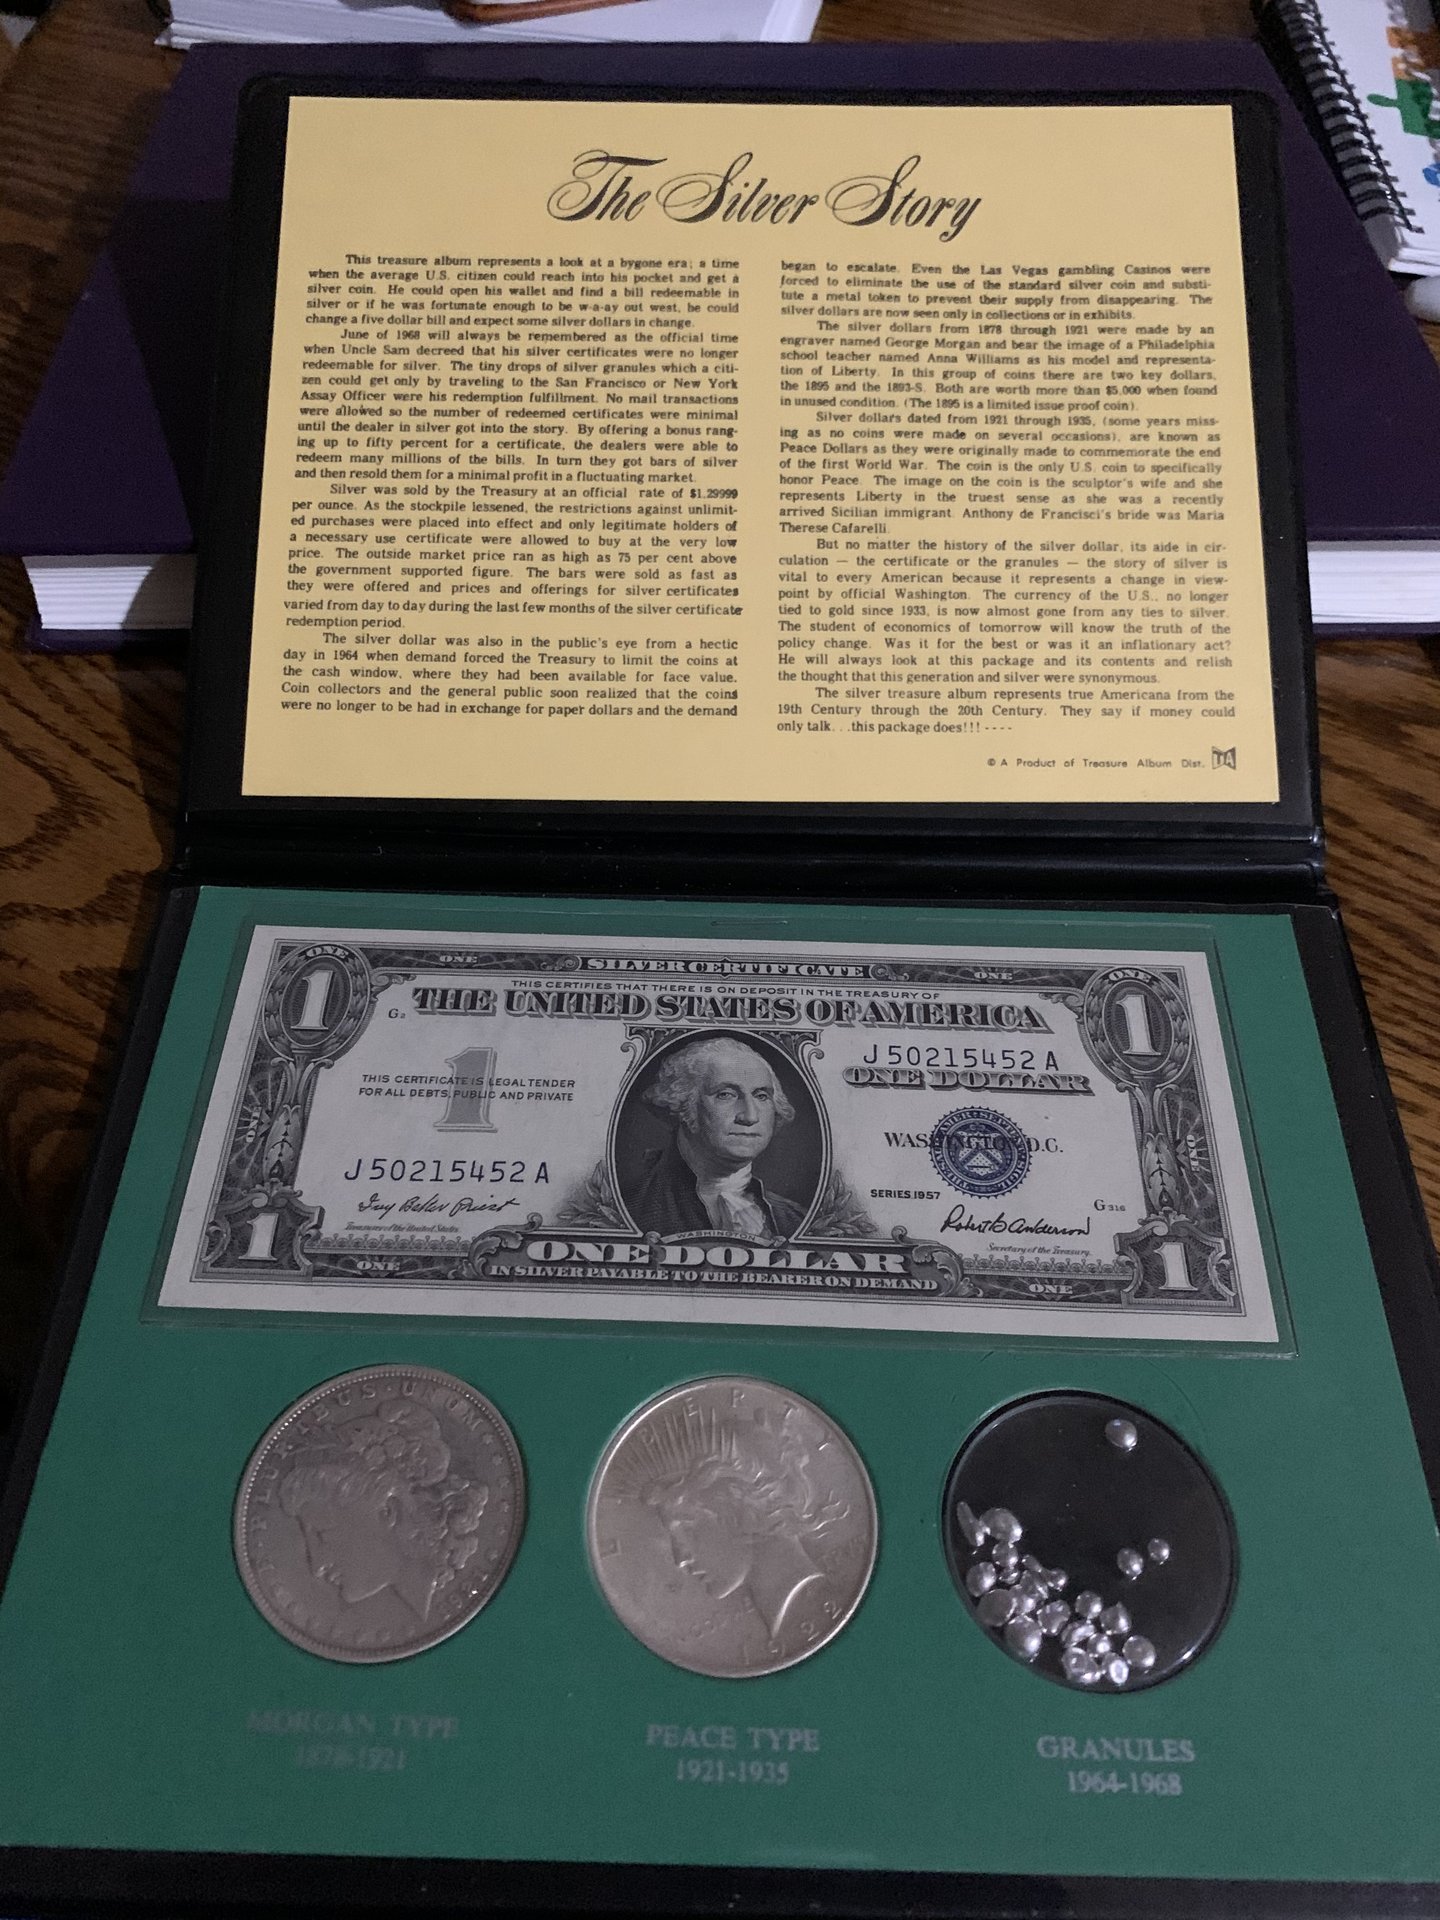 The Silver Story
This treasure album represents a look at a bygone era; a time
when the average U.S. citizen could reach into his pocket and get a
silver coin. He could open his wallet and find a bill redeemable in
silver or if he was fortunate enough to be w-a-ay out west, he could
change a five dollar bill and expect some silver dollars in change.
June of 1968 will always be remembered as the official time
when Uncle Sam decreed that his silver certificates were no longer
redeemable for silver. The tiny drops of silver granules which a citi-
zen could get only by traveling to the San Francisco or New York
Assay Officer were his redemption fulfillment. No mail transactions
were allowed so the number of redeemed certificates were minimal
until the dealer in silver got into the story. By offering a bonus rang-
ing up to fifty percent for a certificate, the dealers were able to
redeem many millions of the bills. In turn they got bars of silver
and then resold them for a minimal profit in a fluctuating market.
Silver was sold by the Treasury at an official rate of $1.29999
per ounce. As the stockpile lessened, the restrictions against unlimit-
ed purchases were placed into effect and only legitimate holders of
a necessary use certificate were allowed to buy at the very low
price. The outside market price ran as high as 75 per cent above
the government supported figure. The bars were sold as fast as
they were offered and prices and offerings for silver certificates
varied from day to day during the last few months of the silver certificate
redemption period.
The silver dollar was also in the public's eye from a hectic
day in 1964 when demand forced the Treasury to limit the coins at
the cash window, where they had been available for face value.
Coin collectors and the general public soon realized that the coins
were no longer to be had in exchange for paper dollars and the demand
began to escalate. Even the Las Vegas gambling Casinos were
forced to eliminate the use of the standard silver coin and substi-
tute a metal token to prevent their supply from disappearing. The
silver dollars are now seen only in collections or in exhibits.
The silver dollars from 1878 through 1921 were made by an
engraver named George Morgan and bear the image of a Philadelphia
school teacher named Anna Williams as his model and representa-
tion of Liberty. In this group of coins there are two key dollars,
the 1895 and the 1893-S. Both are worth more than $5,000 when found
in unused condition. (The 1895 is a limited issue proof coin).
Silver dollars dated from 1921 through 1935, (some years miss-
ing as no coins were made on several occasions), are known as
Peace Dollars as they were originally made to commemorate the end
of the first World War. The coin is the only U.S. coin to specifically
honor Peace. The image on the coin is the sculptor's wife and she
represents Liberty in the truest sense as she was a recently
arrived Sicilian immigrant. Anthony de Francisci's bride was Maria
Therese Cafarelli.
But no matter the history of the silver dollar, its aide in cir-
culation — the certificate or the granules — the story of silver is
vital to every American because it represents a change in view-
point by official Washington. The currency of the U.S., no longer
tied to gold since 1933, is now almost gone from any ties to silver.
The student of economics of tomorrow will know the truth of the
policy change. Was it for the best or was it an inflationary act?
He will always look at this package and its contents and relish
the thought that this generation and silver were synonymous.
The silver treasure album represents true Americana from the
19th Century through the 20th Century. They say if money could
only talk. . .this package does!!! - - - -
© A Product of Treasure Album Dist. TA
ONE ONE SILVER CERTIFICATE ONE ONE
1 THIS CERTIFIES THAT THERE IS ON DEPOSIT IN THE TREASURY OF 1
G2 THE UNITED STATES OF AMERICA
J 50215452 A
ONE DOLLAR
1
THIS CERTIFICATE IS LEGAL TENDER
FOR ALL DEBTS, PUBLIC AND PRIVATE
ONE WASHINGTON, D.C. ONE
J 50215452 A
SERIES 1957
G 316
Ivy Baker Priest
Treasurer of the United States
Robert B. Anderson
Secretary of the Treasury
WASHINGTON
1 ONE DOLLAR 1
ONE IN SILVER PAYABLE TO THE BEARER ON DEMAND ONE
E·PLURIBUS·UNUM
1921
LIBERTY
1922
MORGAN TYPE
1878-1921
PEACE TYPE
1921-1935
GRANULES
1964-1968